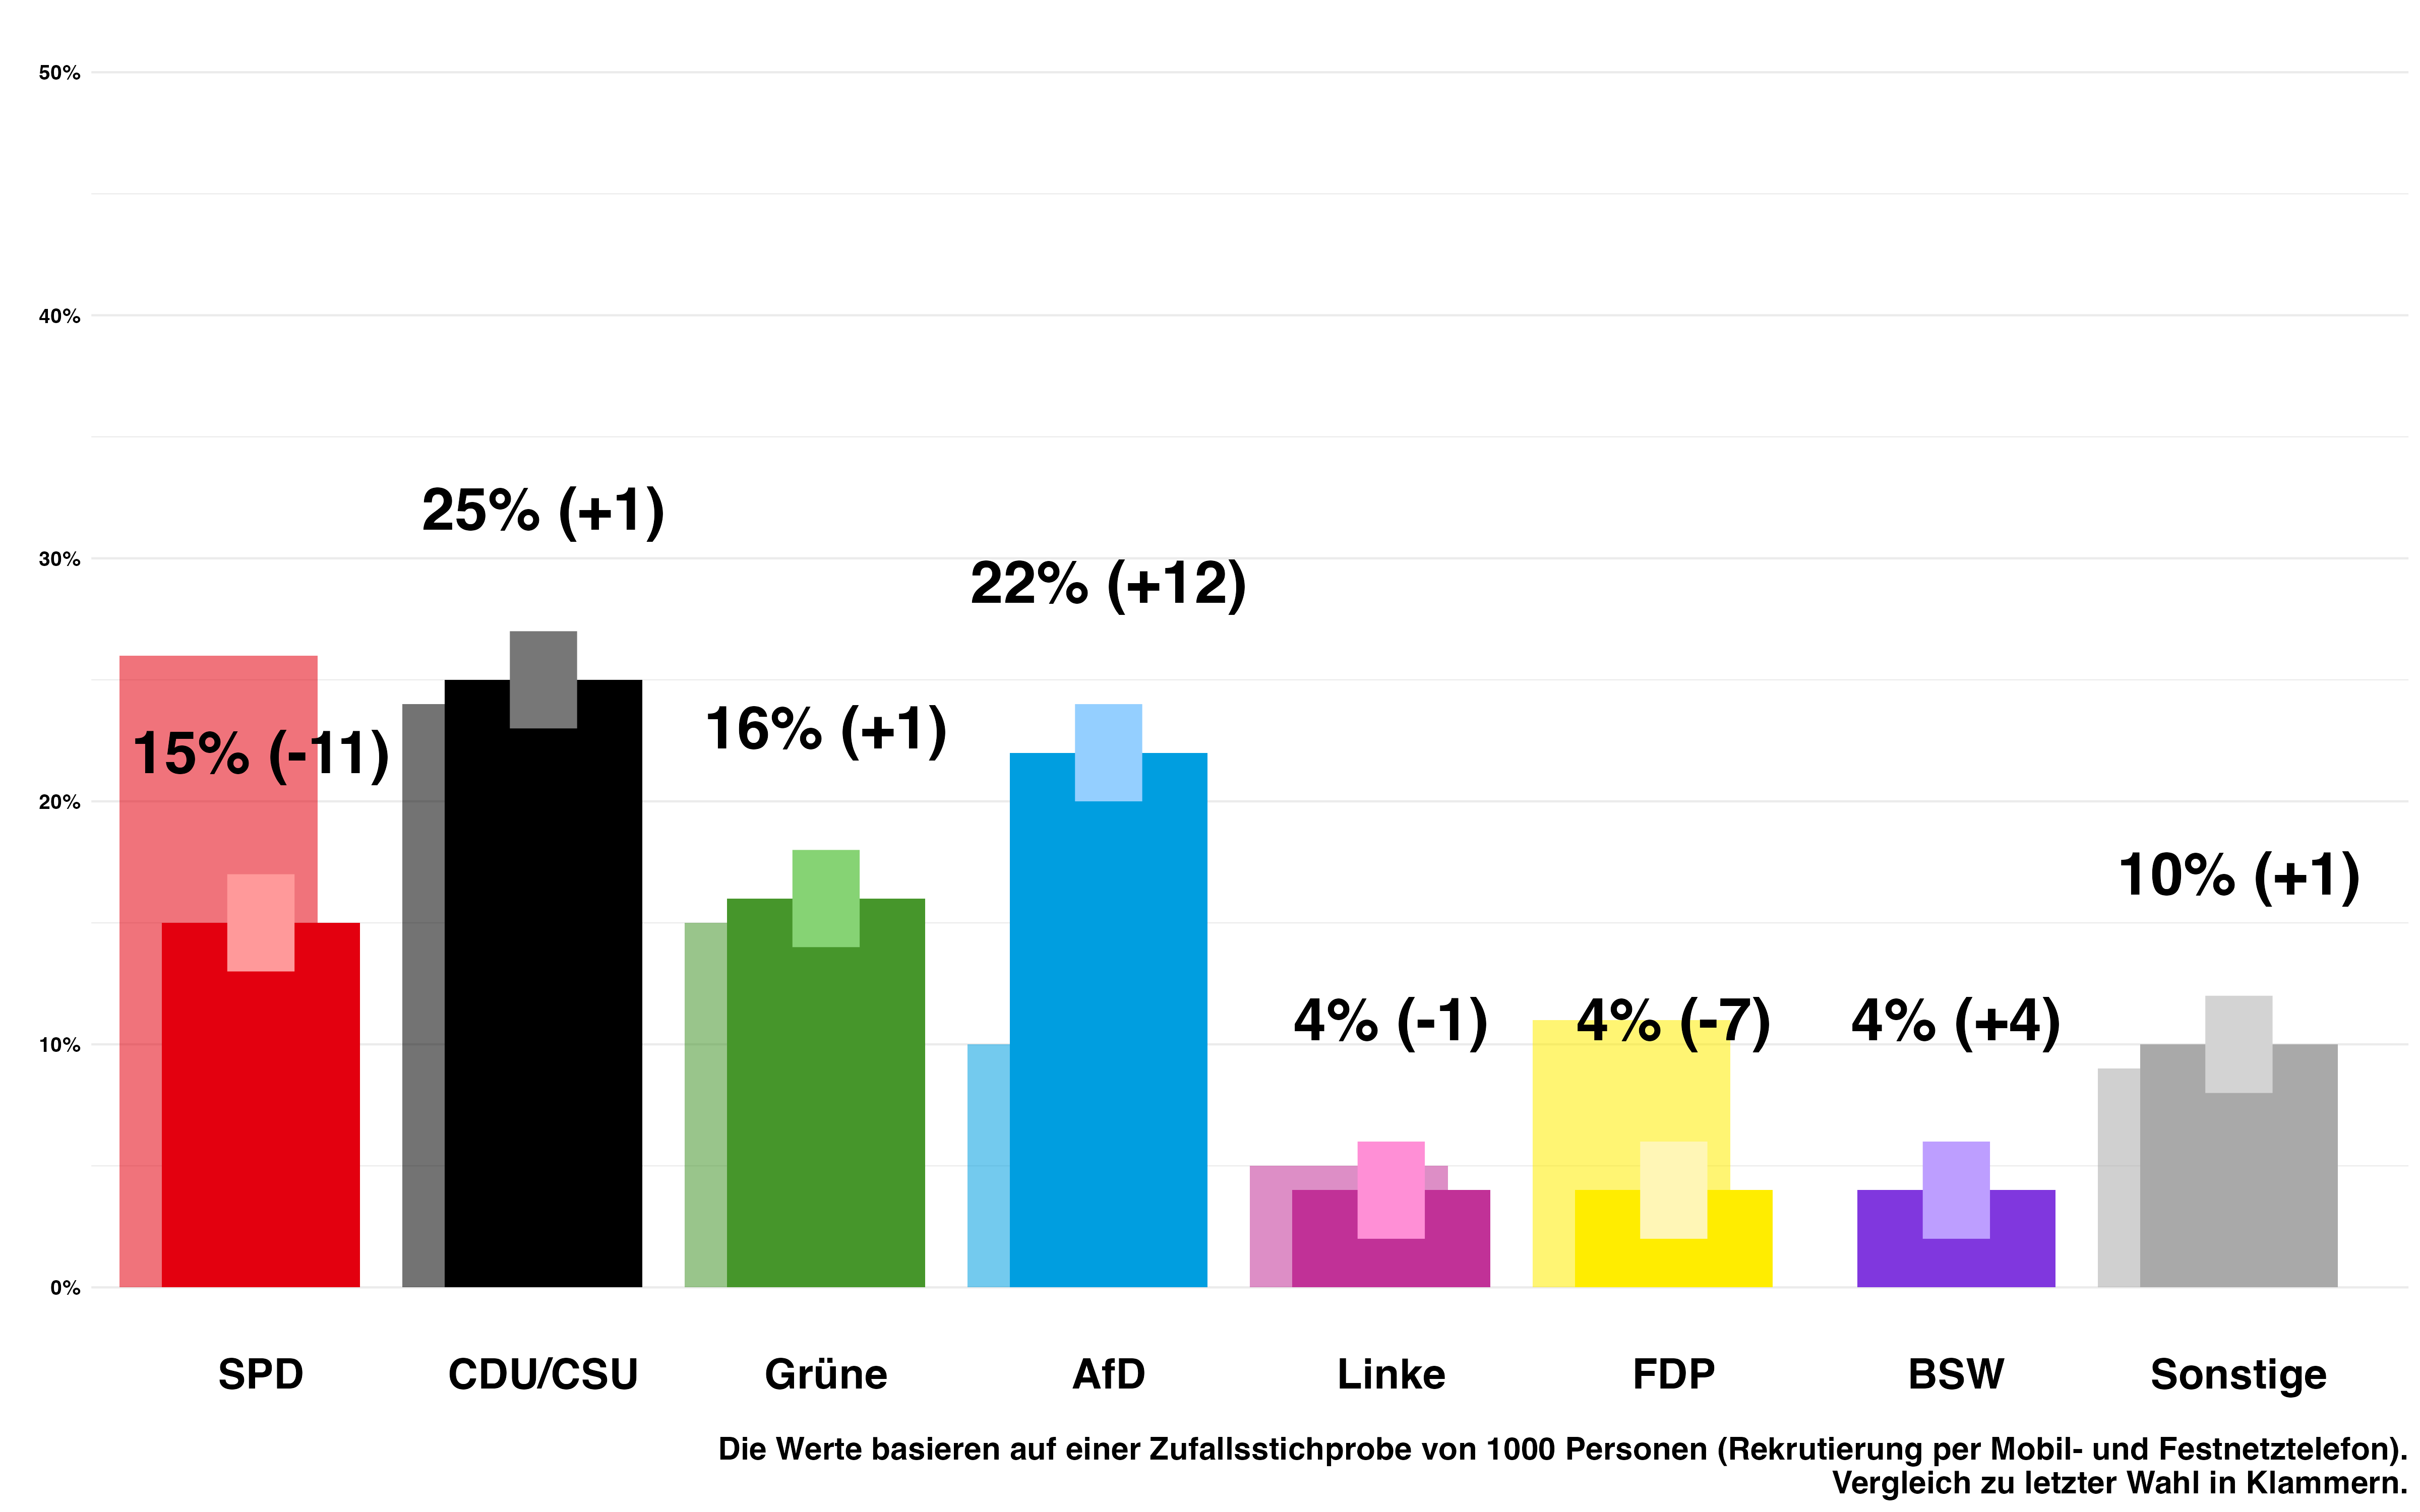 50%
40%
30%
20%
10%
0%
15% (-11)
25% (+1)
16% (+1)
22% (+12)
4% (-1)
4% (-7)
4% (+4)
10% (+1)
SPD
CDU/CSU
Grüne
AfD
Linke
FDP
BSW
Sonstige
Die Werte basieren auf einer Zufallsstichprobe von 1000 Personen (Rekrutierung per Mobil- und Festnetztelefon).
Vergleich zu letzter Wahl in Klammern.